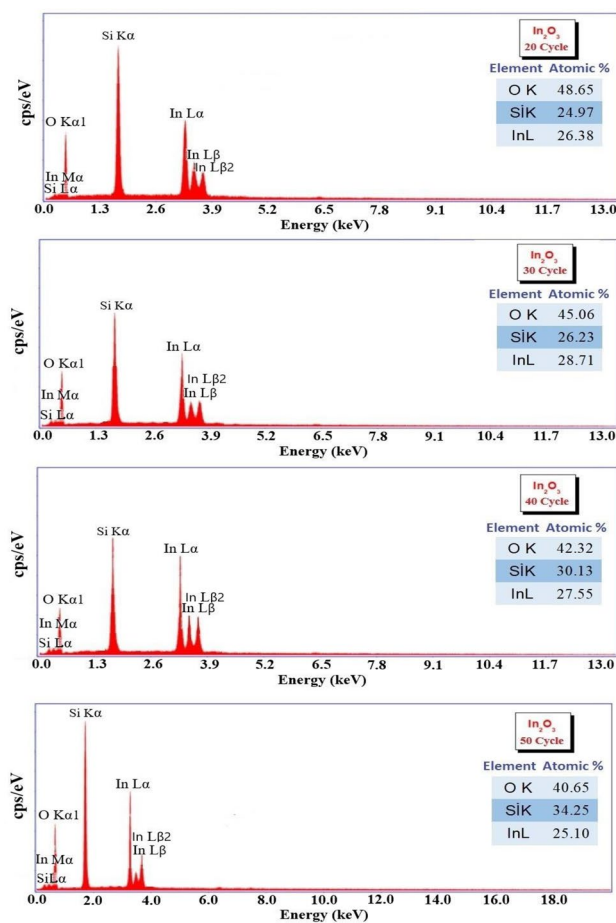 In₂O₃
20 Cycle
Element Atomic %
O K 48.65
SİK 24.97
InL 26.38
cps/eV
Si Kα
O Kα1
In Lα
In Lβ
In Lβ2
In Mα
Si Lα
0.0 1.3 2.6 3.9 5.2 6.5 7.8 9.1 10.4 11.7 13.0
Energy (keV)
In₂O₃
30 Cycle
Element Atomic %
O K 45.06
SİK 26.23
InL 28.71
cps/eV
Si Kα
In Lα
O Kα1
In Lβ2
In Mα
In Lβ
Si Lα
0.0 1.3 2.6 3.9 5.2 6.5 7.8 9.1 10.4 11.7 13.0
Energy (keV)
In₂O₃
40 Cycle
Element Atomic %
O K 42.32
SİK 30.13
InL 27.55
cps/eV
Si Kα
In Lα
O Kα1
In Lβ2
In Mα
In Lβ
Si Lα
0.0 1.3 2.6 3.9 5.2 6.5 7.8 9.1 10.4 11.7 13.0
Energy (keV)
In₂O₃
50 Cycle
Element Atomic %
O K 40.65
SİK 34.25
InL 25.10
cps/eV
Si Kα
In Lα
O Kα1
In Lβ2
In Mα
In Lβ
SiLα
0.0 2.0 4.0 6.0 8.0 10.0 12.0 14.0 16.0 18.0
Energy (keV)